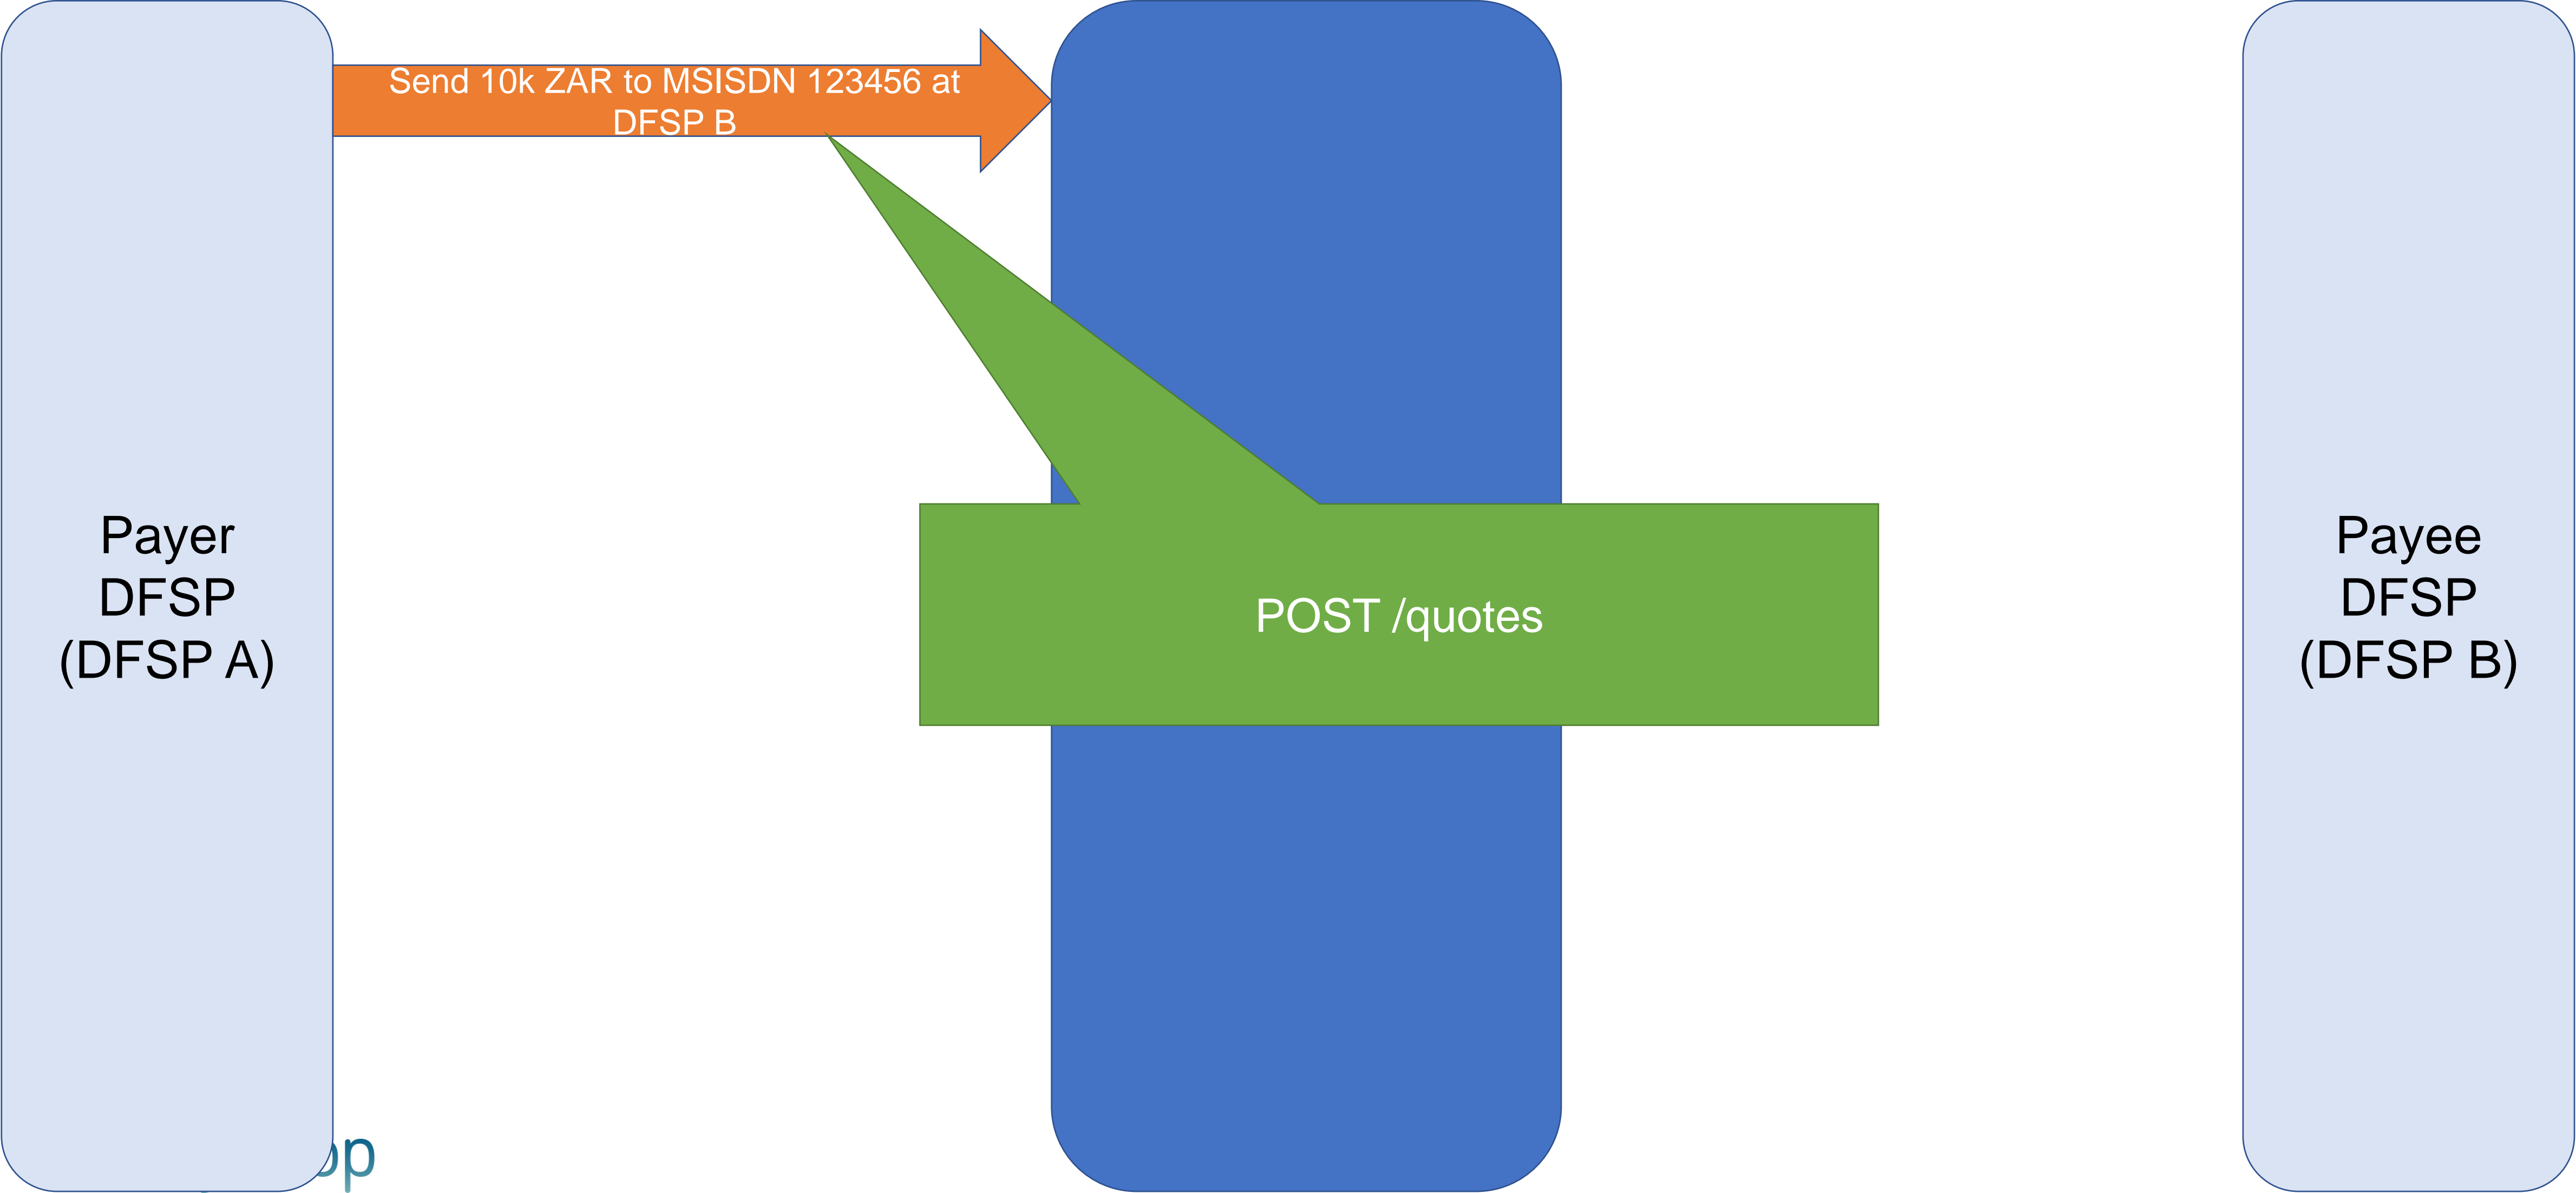 Send 10k ZAR to MSISDN 123456 at
DFSP B
Payer
DFSP
(DFSP A)
POST /quotes
Payee
DFSP
(DFSP B)